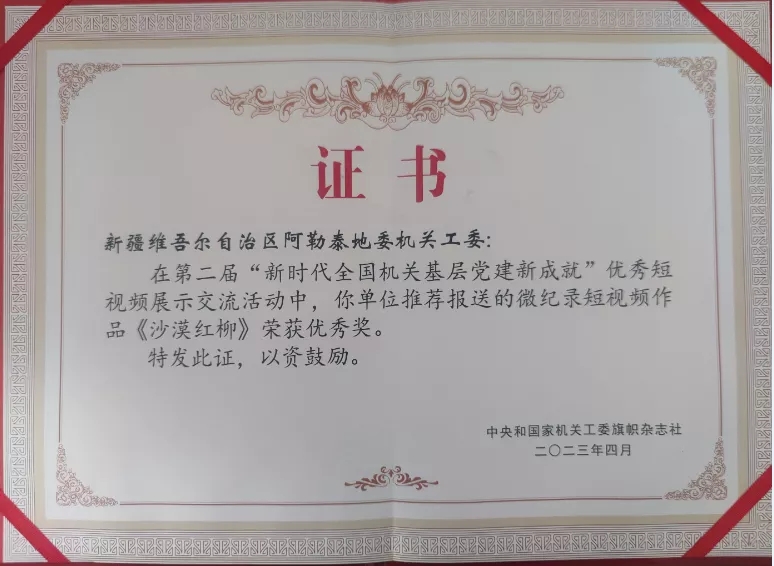 证书
新疆维吾尔自治区阿勒泰地委机关工委:
在第二届“新时代全国机关基层党建新成就”优秀短
视频展示交流活动中，你单位推荐报送的微纪录短视频作
品《沙漠红柳》荣获优秀奖。
特发此证，以资鼓励。
中央和国家机关工委旗帜杂志社
二〇二三年四月